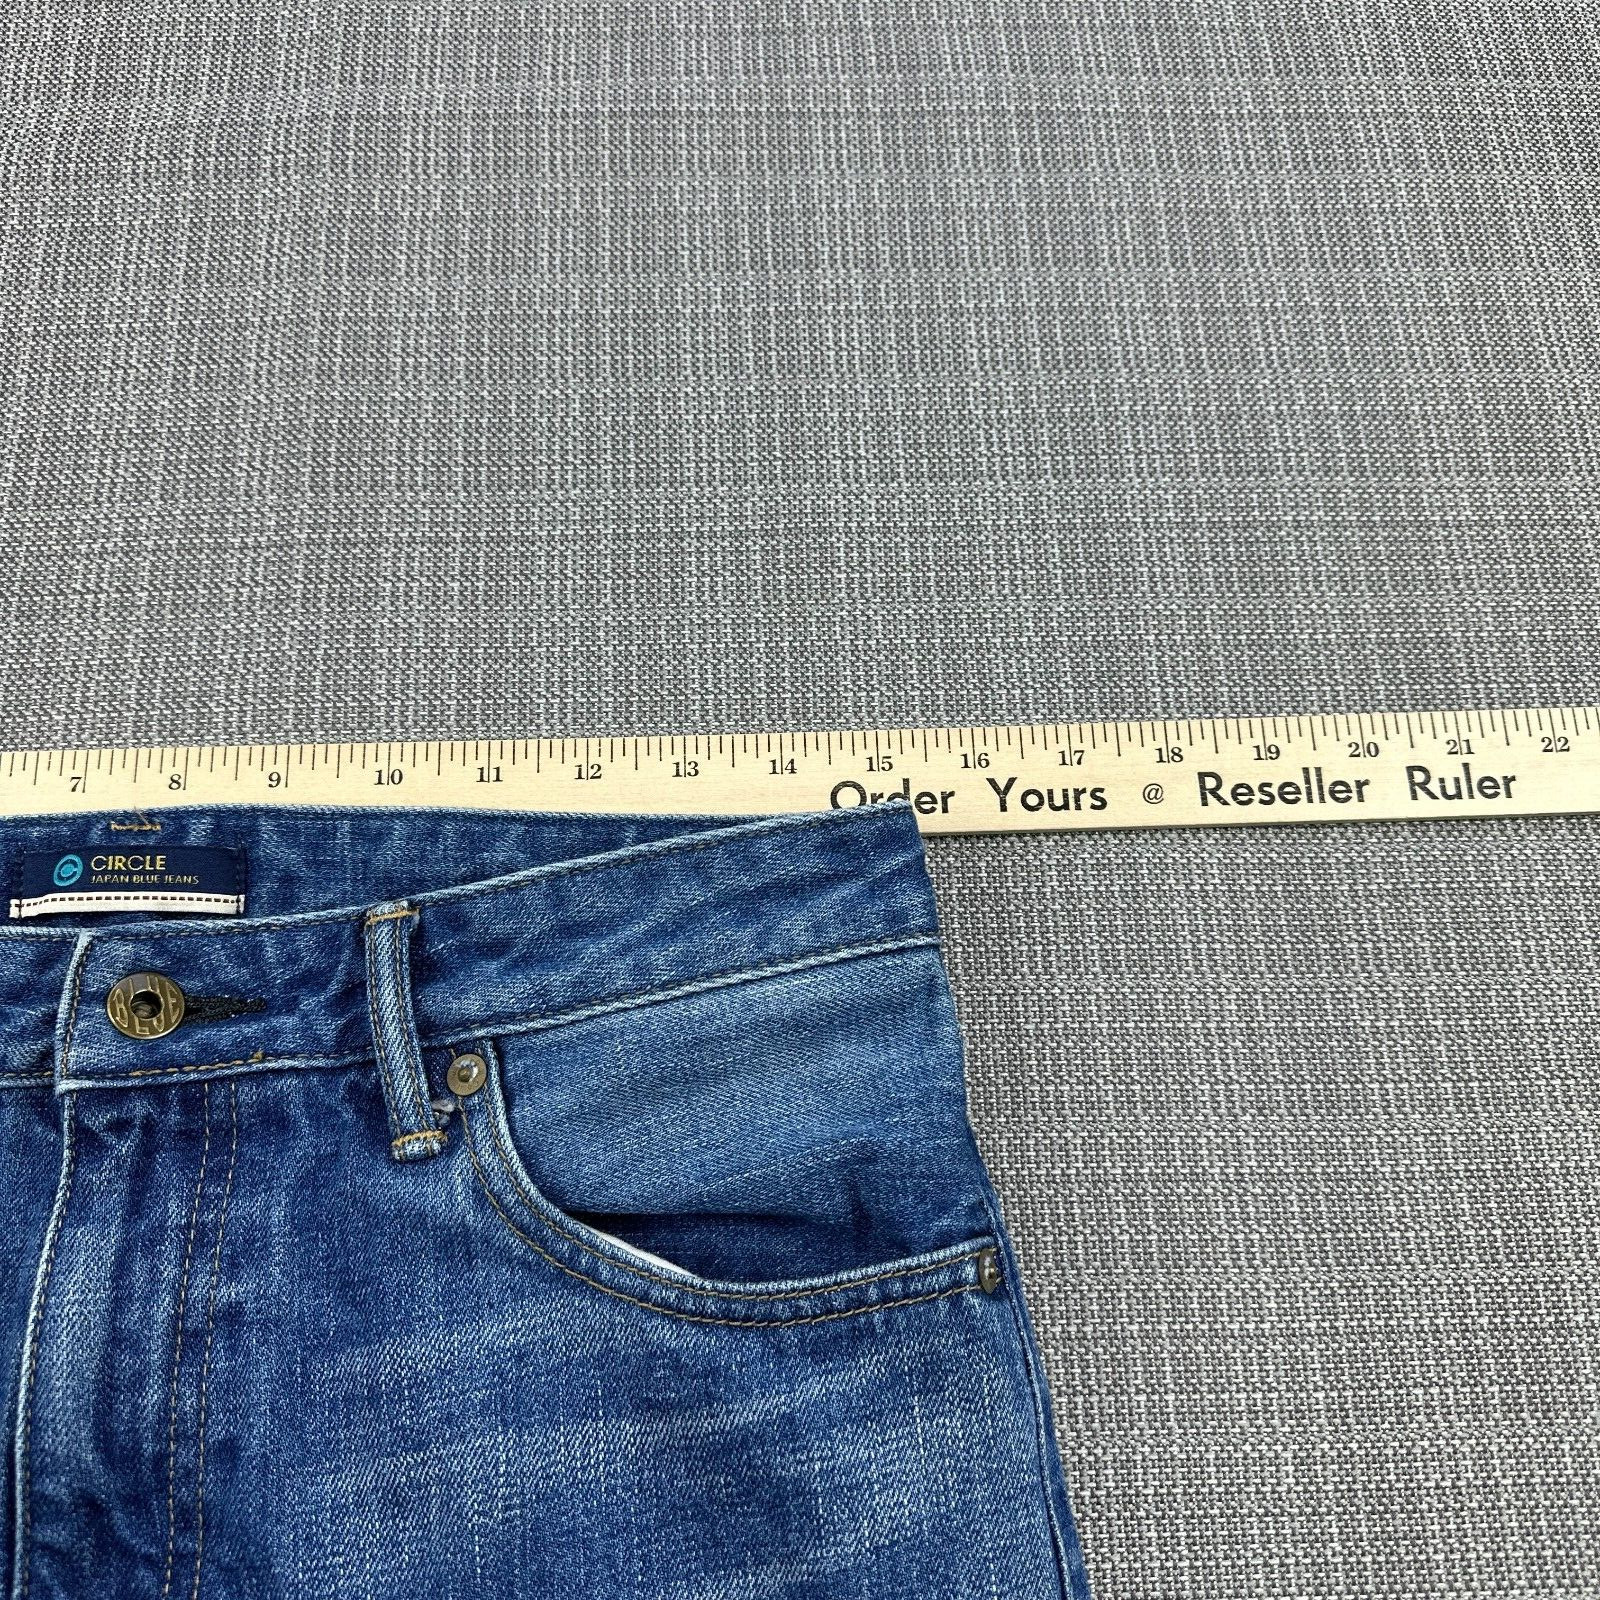 7 8 9 10 11 12 13 14 15 16 17 18 19 20 21 22
Order Yours @ Reseller Ruler
CIRCLE
JAPAN BLUE JEANS
BLUE